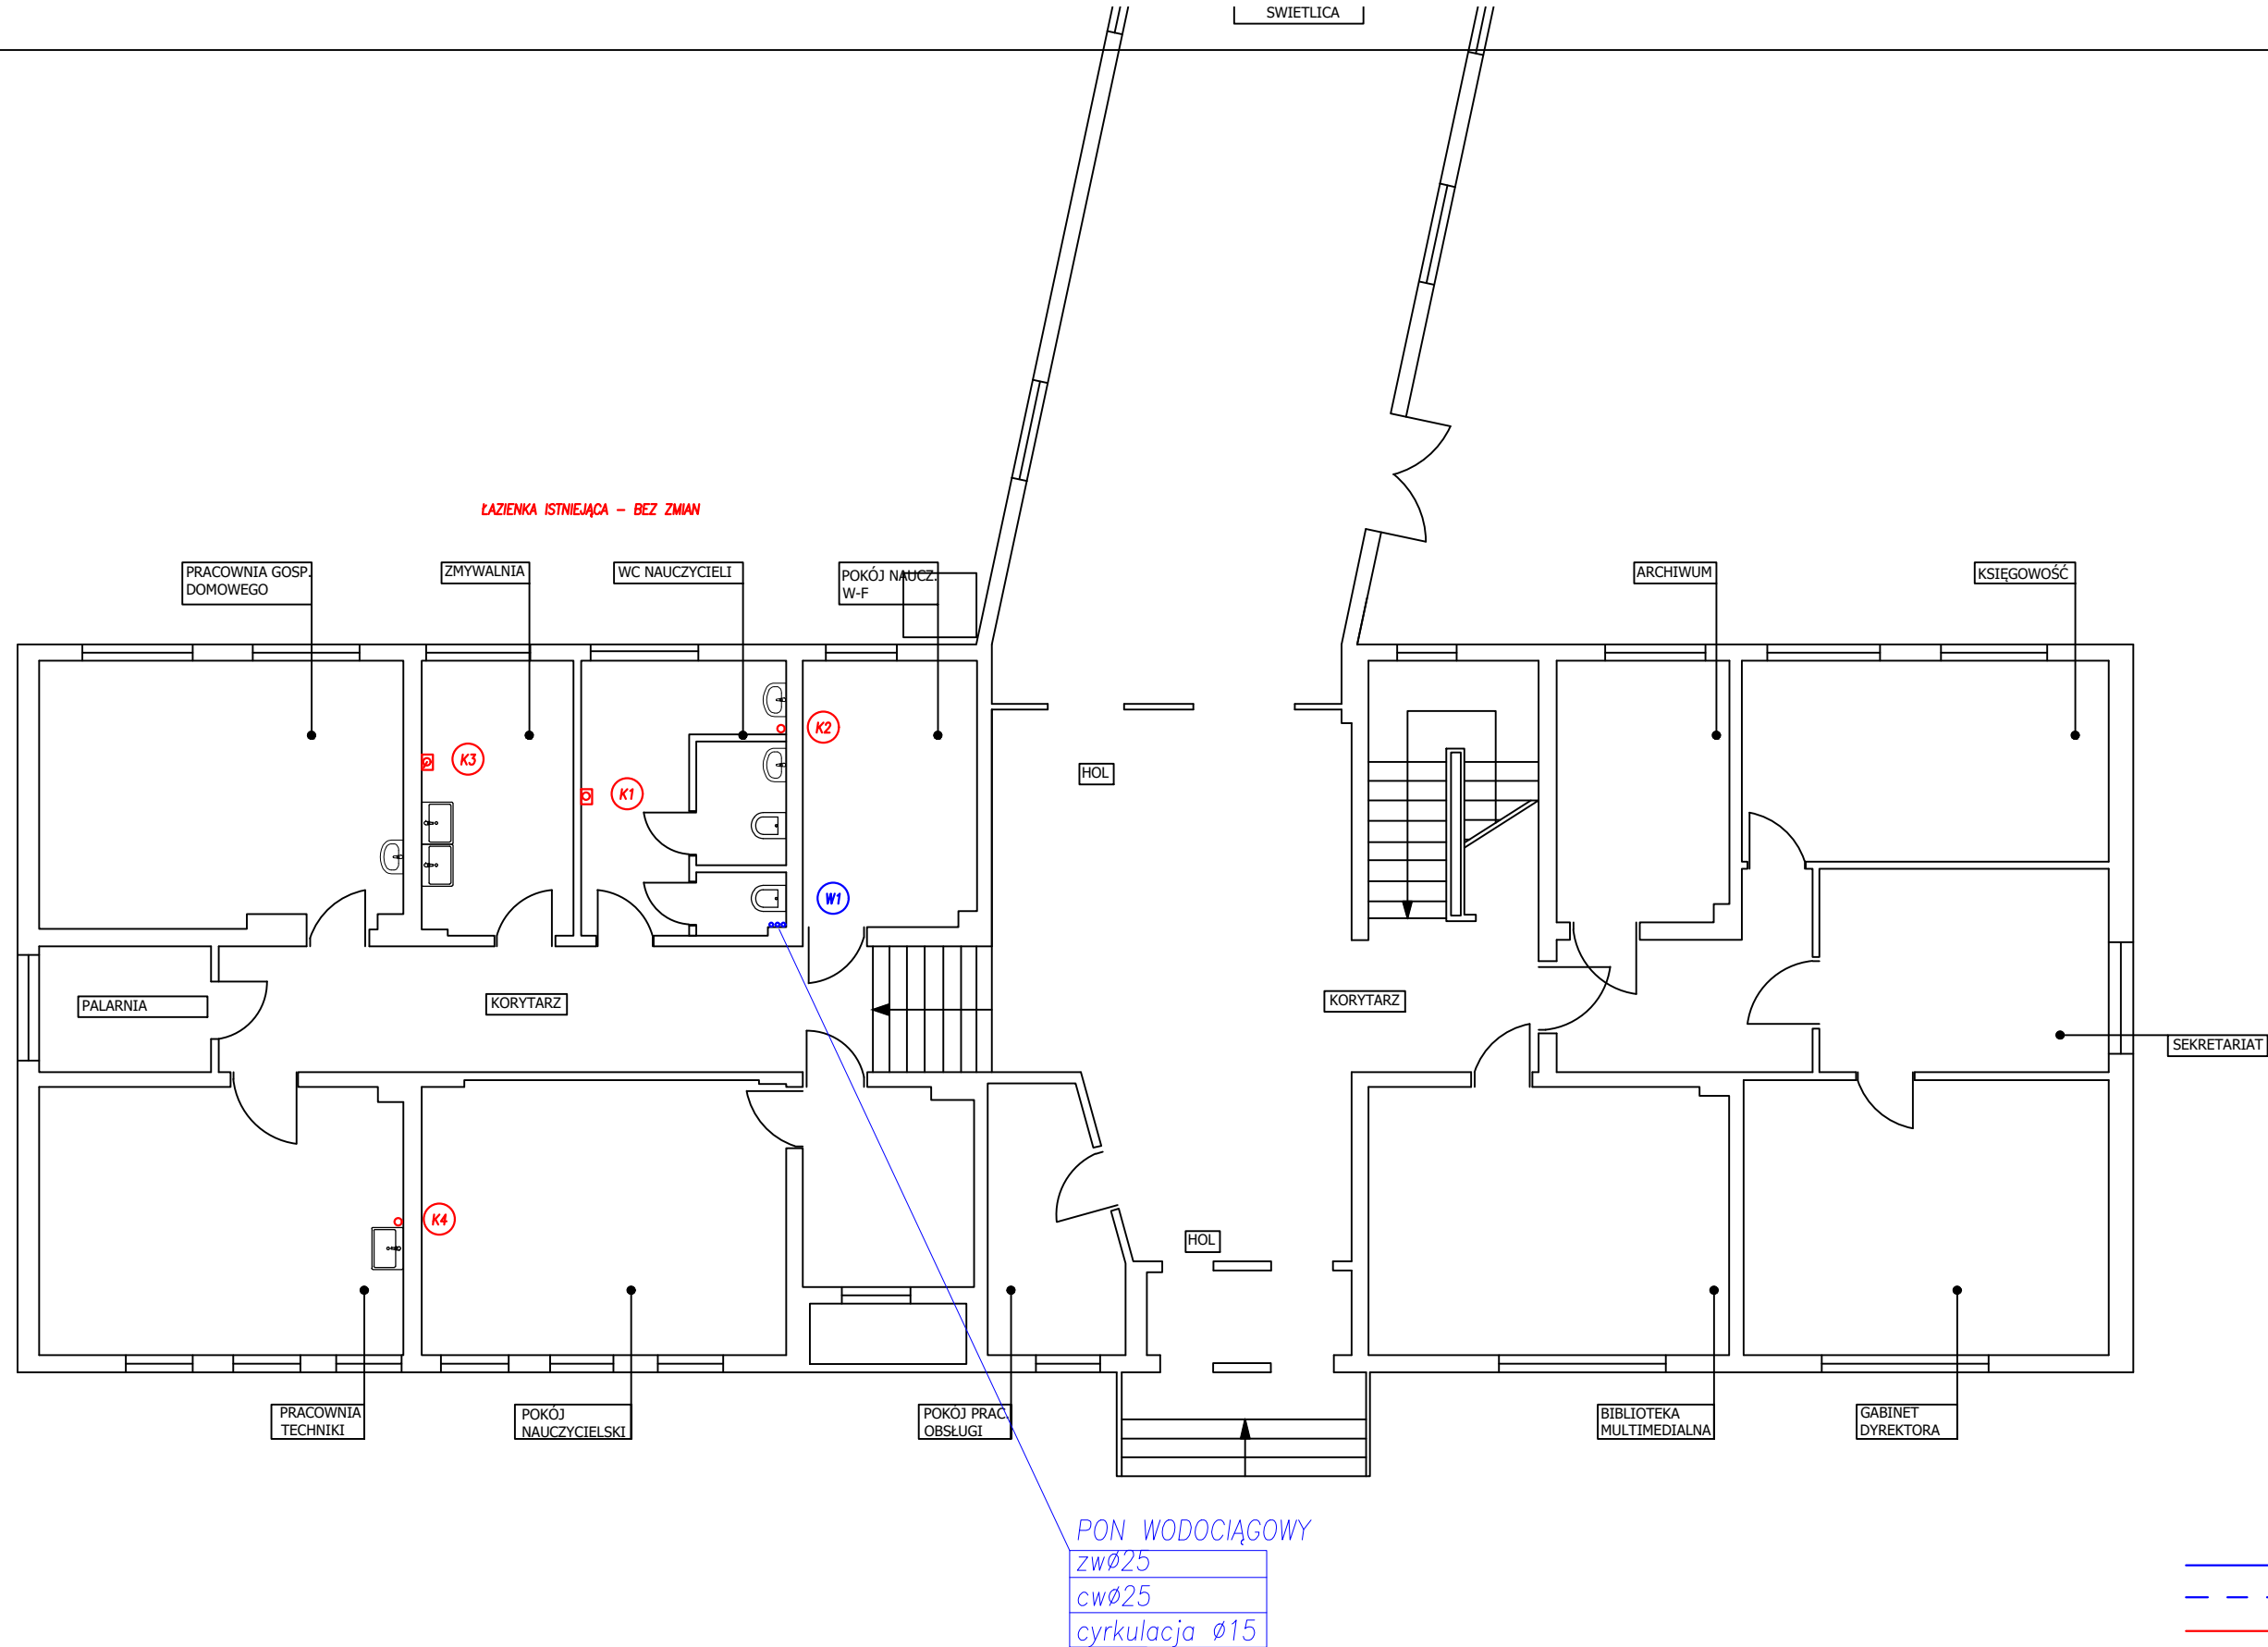 SWIETLICA
ŁAZIENKA ISTNIEJĄCA – BEZ ZMIAN
PRACOWNIA GOSP.
DOMOWEGO
ZMYWALNIA
WC NAUCZYCIELI
POKÓJ NAUCZ.
W-F
ARCHIWUM
KSIĘGOWOŚĆ
K2
K3
K1
HOL
W1
PALARNIA
KORYTARZ
KORYTARZ
SEKRETARIAT
K4
HOL
PRACOWNIA
TECHNIKI
POKÓJ
NAUCZYCIELSKI
POKÓJ PRAC.
OBSŁUGI
BIBLIOTEKA
MULTIMEDIALNA
GABINET
DYREKTORA
PON WODOCIĄGOWY
zwø25
cwø25
cyrkulacja ø15